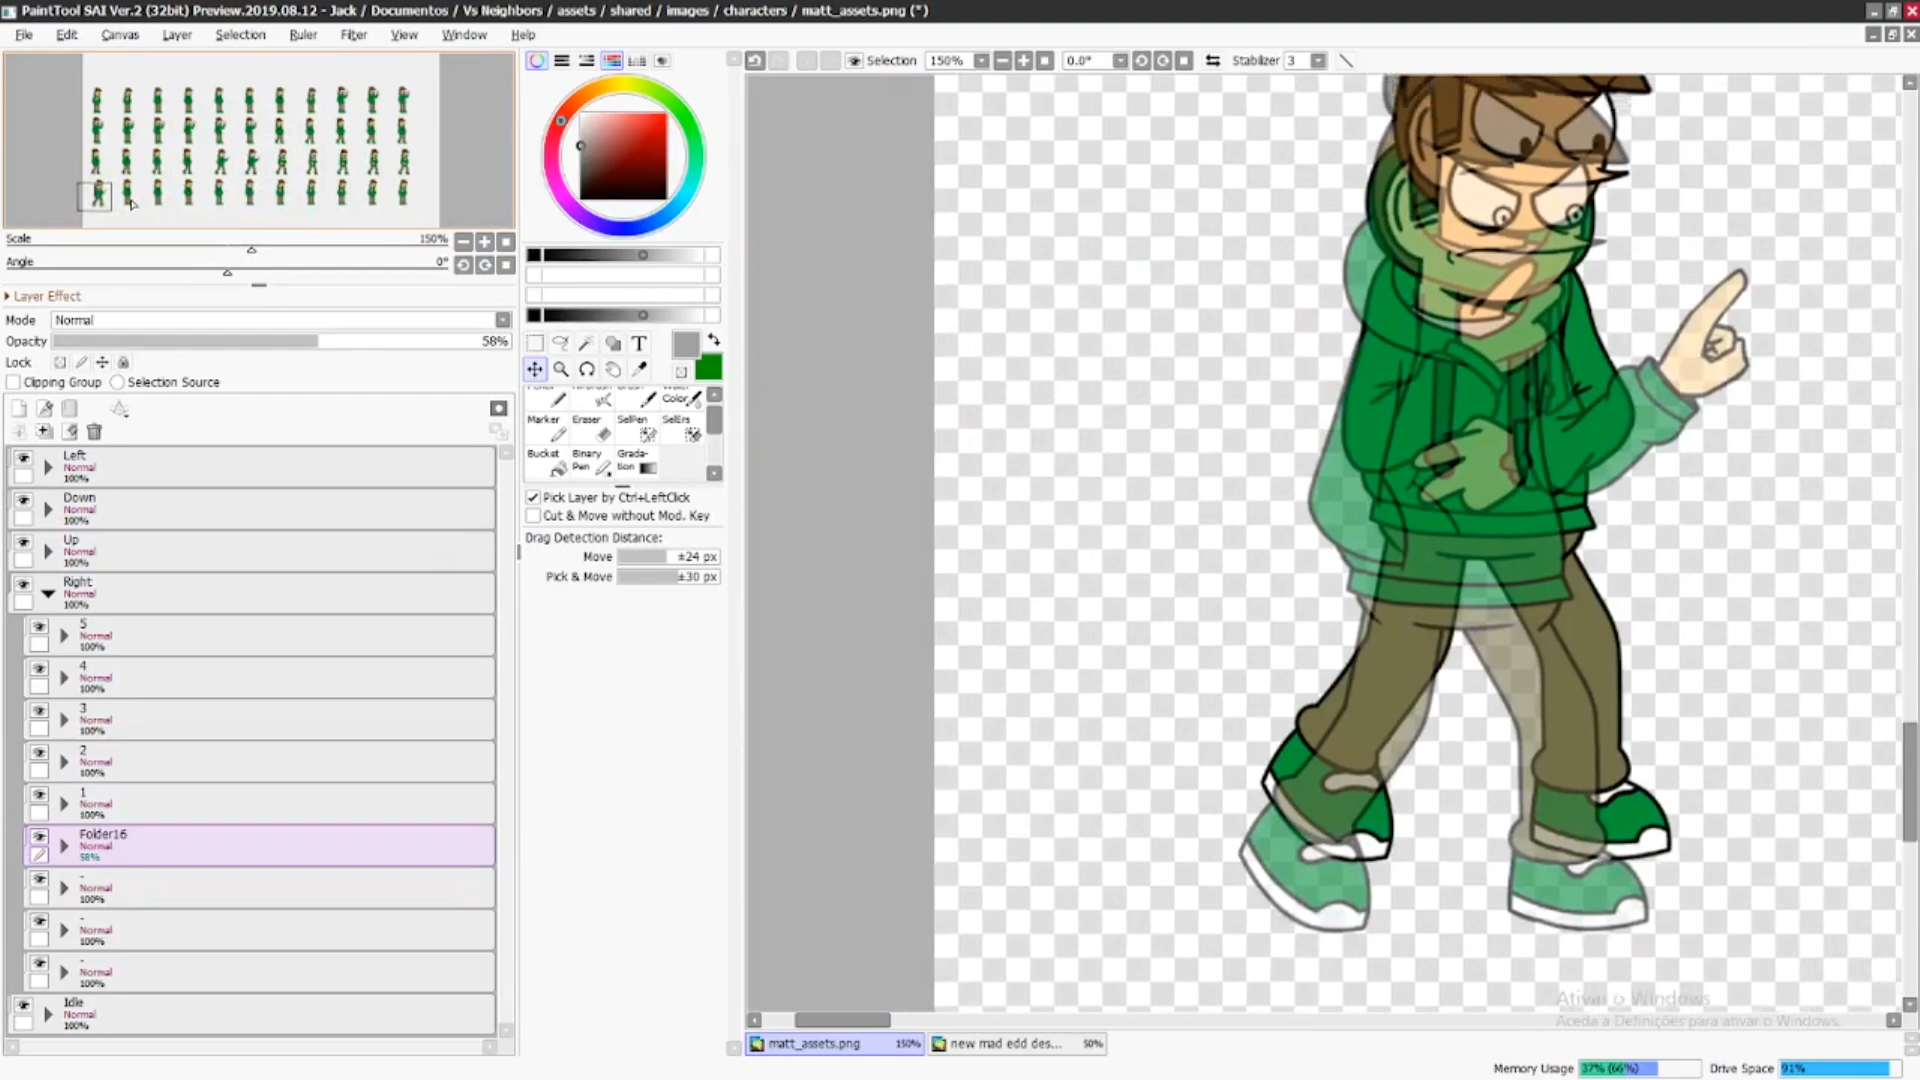 PaintTool SAI Ver.2 (32bit) Preview.2019.08.12 - Jack / Documentos / Vs Neighbors / assets / shared / images / characters / matt_assets.png (*)
File Edit Canvas Layer Selection Ruler Filter View Window Help
Selection 150% 0.0° Stabilizer 3
Scale 150%
Angle 0°
Layer Effect
Mode Normal
Opacity 58%
Lock
Clipping Group Selection Source
Left
Normal
100%
Down
Normal
100%
Up
Normal
100%
Right
Normal
100%
5
Normal
100%
4
Normal
100%
3
Normal
100%
2
Normal
100%
1
Normal
100%
Folder16
Normal
58%
-
Normal
100%
-
Normal
100%
-
Normal
100%
Idle
Normal
100%
T
Color
Marker Eraser SelPen SelErs
Bucket Binary Pen Grada-tion
Pick Layer by Ctrl+LeftClick
Cut & Move without Mod. Key
Drag Detection Distance:
Move ±24 px
Pick & Move ±30 px
Ativar o Windows
Aceda a Definições para ativar o Windows.
matt_assets.png 150% new mad edd des... 50%
Memory Usage 37% (66%) Drive Space 91%